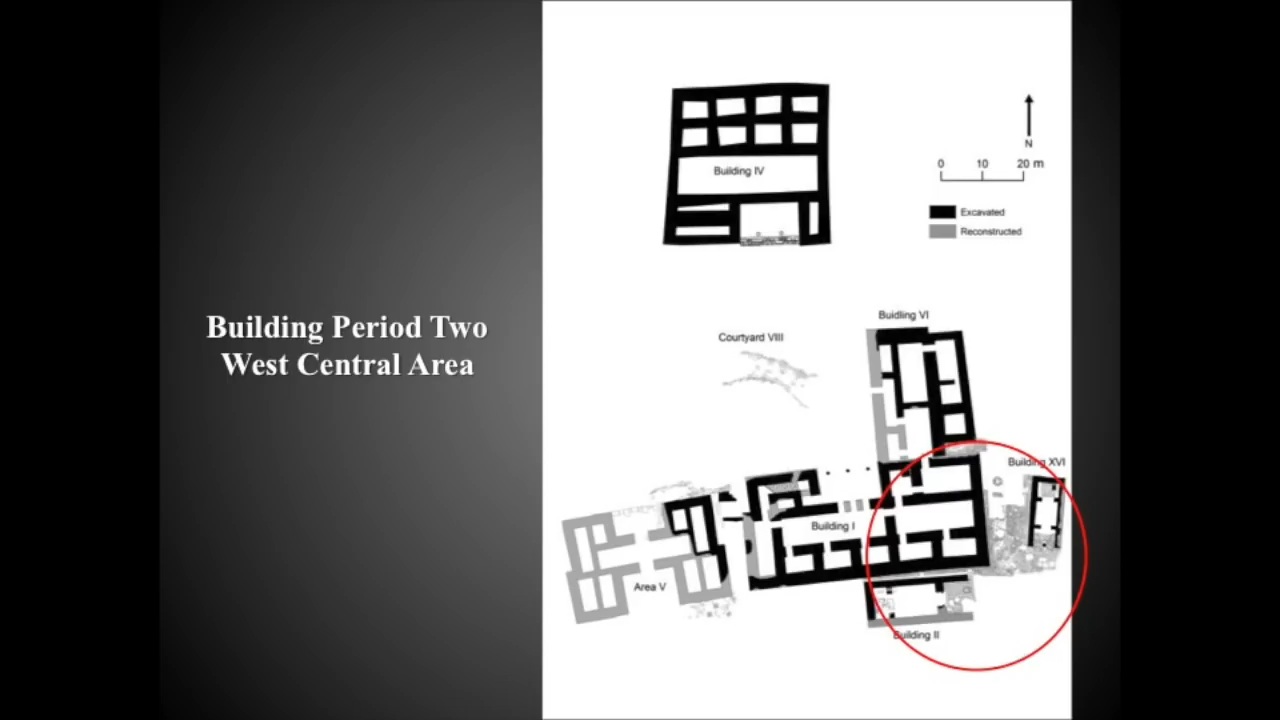 Building Period Two
West Central Area
Building IV
N
0 10 20 m
Excavated
Reconstructed
Buidling VI
Courtyard VIII
Building XVI
Building I
Area V
Building II